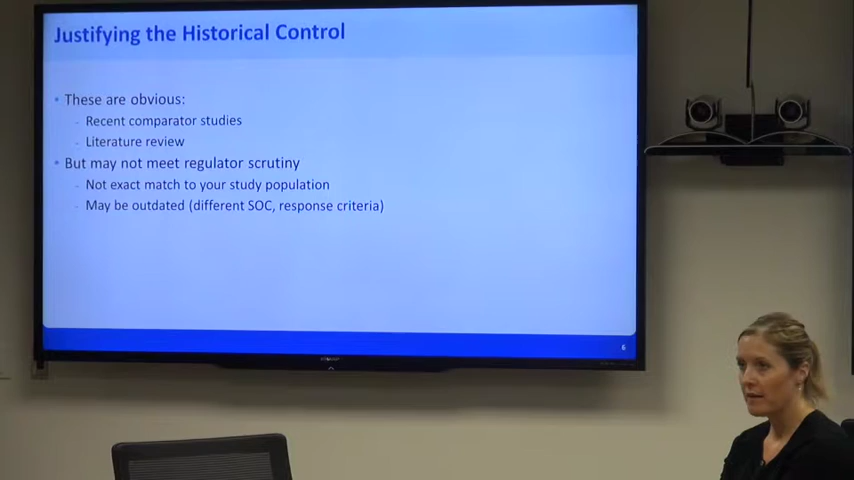 Justifying the Historical Control
• These are obvious:
- Recent comparator studies
- Literature review
• But may not meet regulator scrutiny
- Not exact match to your study population
- May be outdated (different SOC, response criteria)
6